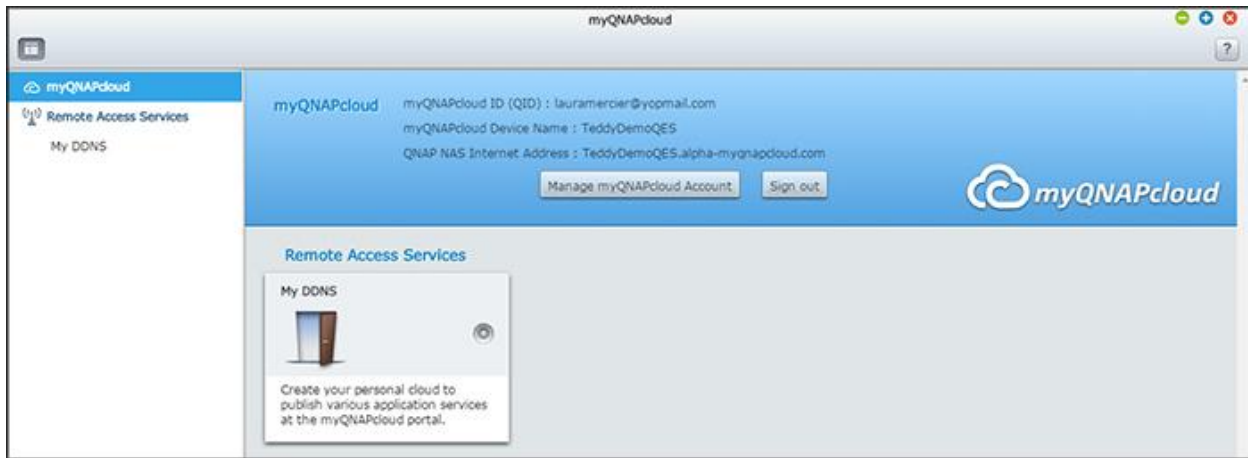 myQNAPcloud
?
myQNAPcloud
Remote Access Services
My DDNS
myQNAPcloud
myQNAPcloud ID (QID) : lauramercier@yopmail.com
myQNAPcloud Device Name : TeddyDemoQES
QNAP NAS Internet Address : TeddyDemoQES.alpha-myqnapcloud.com
Manage myQNAPcloud Account
Sign out
myQNAPcloud
Remote Access Services
My DDNS
Create your personal cloud to
publish various application services
at the myQNAPcloud portal.